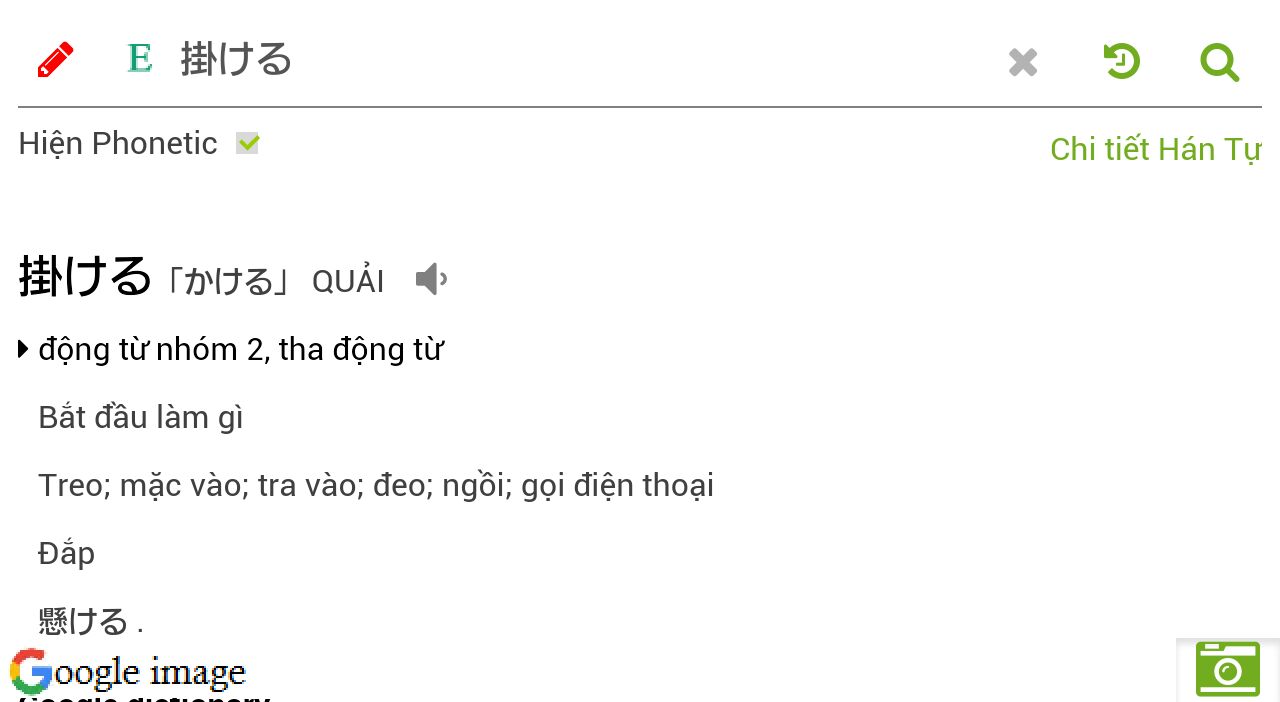 E 掛ける
Hiện Phonetic
Chi tiết Hán Tự
掛ける「かける」 QUẢI
động từ nhóm 2, tha động từ
Bắt đầu làm gì
Treo; mặc vào; tra vào; đeo; ngồi; gọi điện thoại
Đắp
懸ける .
Google image
Google dictionary